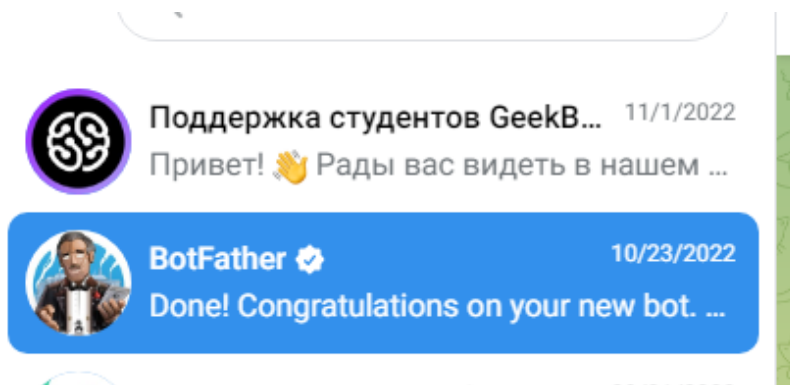 Поддержка студентов GeekB... 11/1/2022
Привет! 👋 Рады вас видеть в нашем ...
BotFather 10/23/2022
Done! Congratulations on your new bot. ...